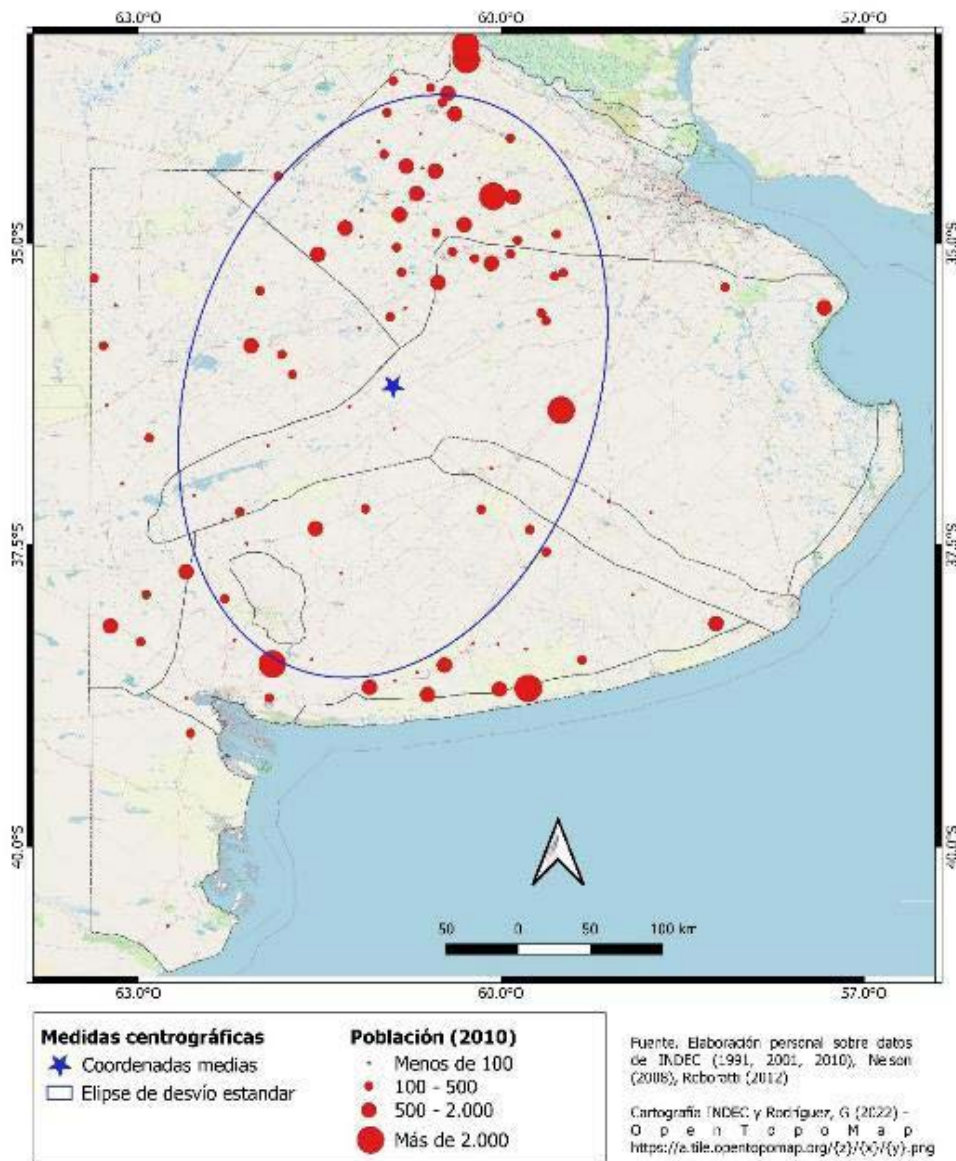 63.0°O 60.0°O 57.0°O
35.0°S 35.0°S
37.5°S 37.5°S
40.0°S 40.0°S
50 0 50 100 km
63.0°O 60.0°O 57.0°O
Medidas centrográficas
Coordenadas medias
Elipse de desvío estandar
Población (2010)
Menos de 100
100 - 500
500 - 2.000
Más de 2.000
Fuente. Elaboración personal sobre datos
de INDEC (1991, 2001, 2010), Nelson
(2008), Reboratti (2012)
Cartografía INDEC y Rodríguez, G (2022) -
O p e n T o p o M a p
https://a.tile.opentopomap.org/{z}/{x}/{y}.png